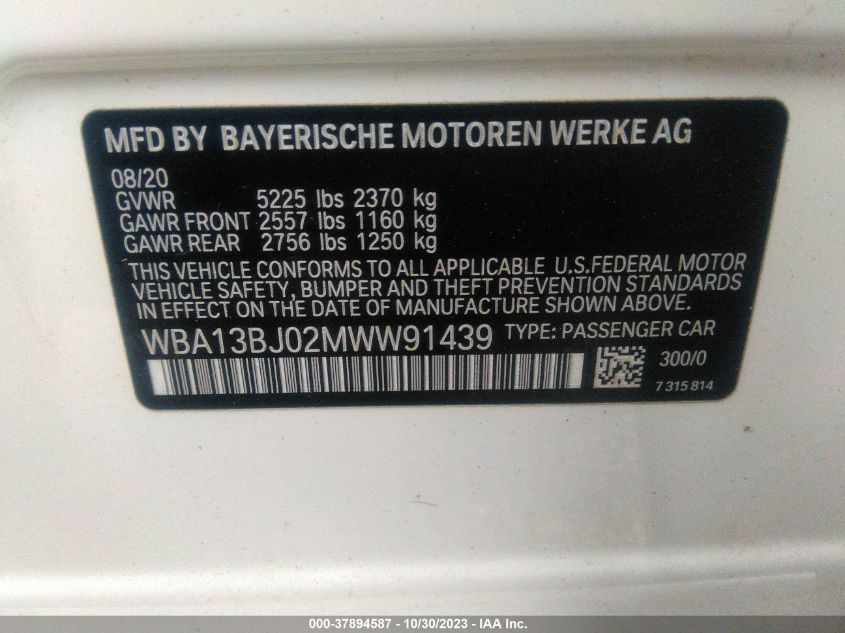 MFD BY BAYERISCHE MOTOREN WERKE AG
08/20
GVWR 5225 lbs 2370 kg
GAWR FRONT 2557 lbs 1160 kg
GAWR REAR 2756 lbs 1250 kg
THIS VEHICLE CONFORMS TO ALL APPLICABLE U.S.FEDERAL MOTOR
VEHICLE SAFETY, BUMPER AND THEFT PREVENTION STANDARDS
IN EFFECT ON THE DATE OF MANUFACTURE SHOWN ABOVE.
WBA13BJ02MWW91439 TYPE: PASSENGER CAR
300/0
7 315 814
000-37894587 - 10/30/2023 - IAA Inc.